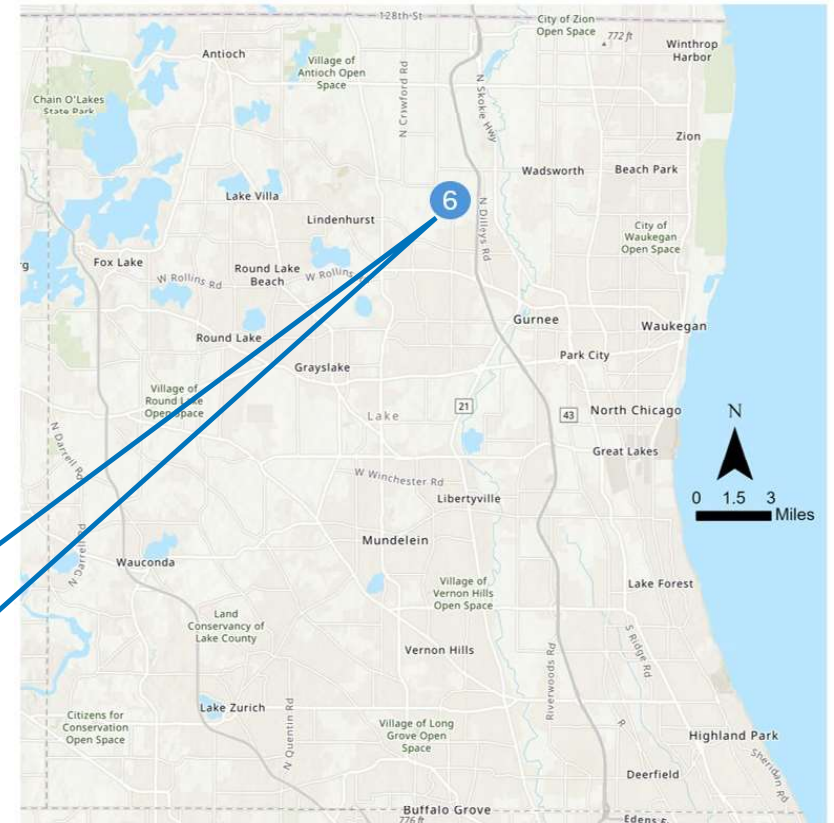 128th St
City of Zion
Open Space
772 ft
Winthrop
Harbor
Antioch
Village of
Antioch Open
Space
N Crawford Rd
N Skokie Hwy
Chain O'Lakes
State Park
Zion
Wadsworth
Beach Park
Lake Villa
6
N Dilleys Rd
Lindenhurst
City of
Waukegan
Open Space
g
Fox Lake
Round Lake
Beach
W Rollins Rd
W Rollins
Gurnee
Waukegan
Round Lake
Park City
Grayslake
Village of
Round Lake
Open Space
Lake
21
43
North Chicago
N
N Darrell Rd
Great Lakes
W Winchester Rd
Libertyville
0 1.5 3
Miles
Mundelein
N Darrell Rd
Wauconda
Village of
Vernon Hills
Open Space
Lake Forest
Land
Conservancy of
Lake County
S Ridge Rd
Vernon Hills
Riverwoods Rd
Lake Zurich
N Quentin Rd
Citizens for
Conservation
Open Space
Village of Long
Grove Open
Space
R
Highland Park
Sheridan Rd
Deerfield
Buffalo Grove
776 ft
Edens E